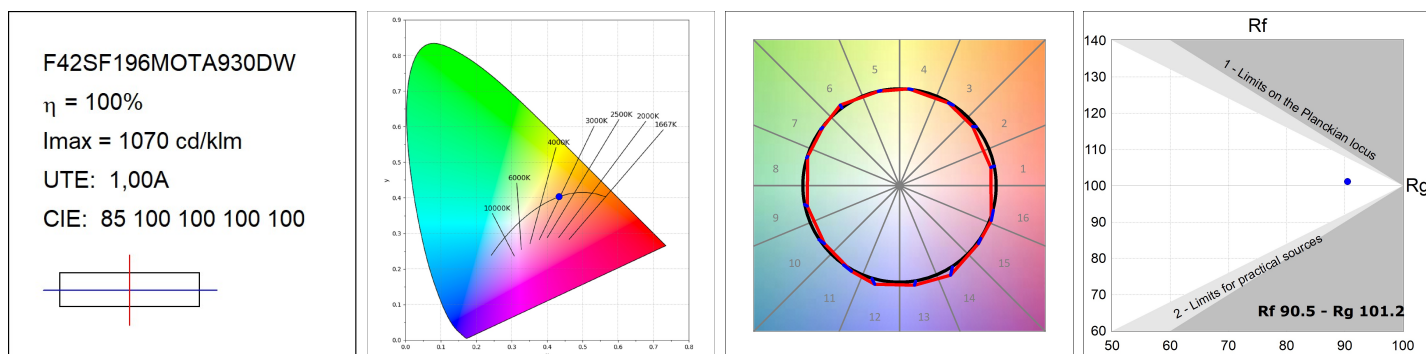 F42SF196MOTA930DW
η = 100%
Imax = 1070 cd/klm
UTE: 1,00A
CIE: 85 100 100 100 100
0.9
0.8
0.7
0.6
0.5
0.4
0.3
0.2
0.1
0.0
y
0.0 0.1 0.2 0.3 0.4 0.5 0.6 0.7 0.8
10000K
6000K
4000K
3000K
2500K
2000K
1667K
1
2
3
4
5
6
7
8
9
10
11
12
13
14
15
16
Rf
140
130
120
110
100
90
80
70
60
50 60 70 80 90 100
Rg
1 - Limits on the Planckian locus
2 - Limits for practical sources
Rf 90.5 - Rg 101.2